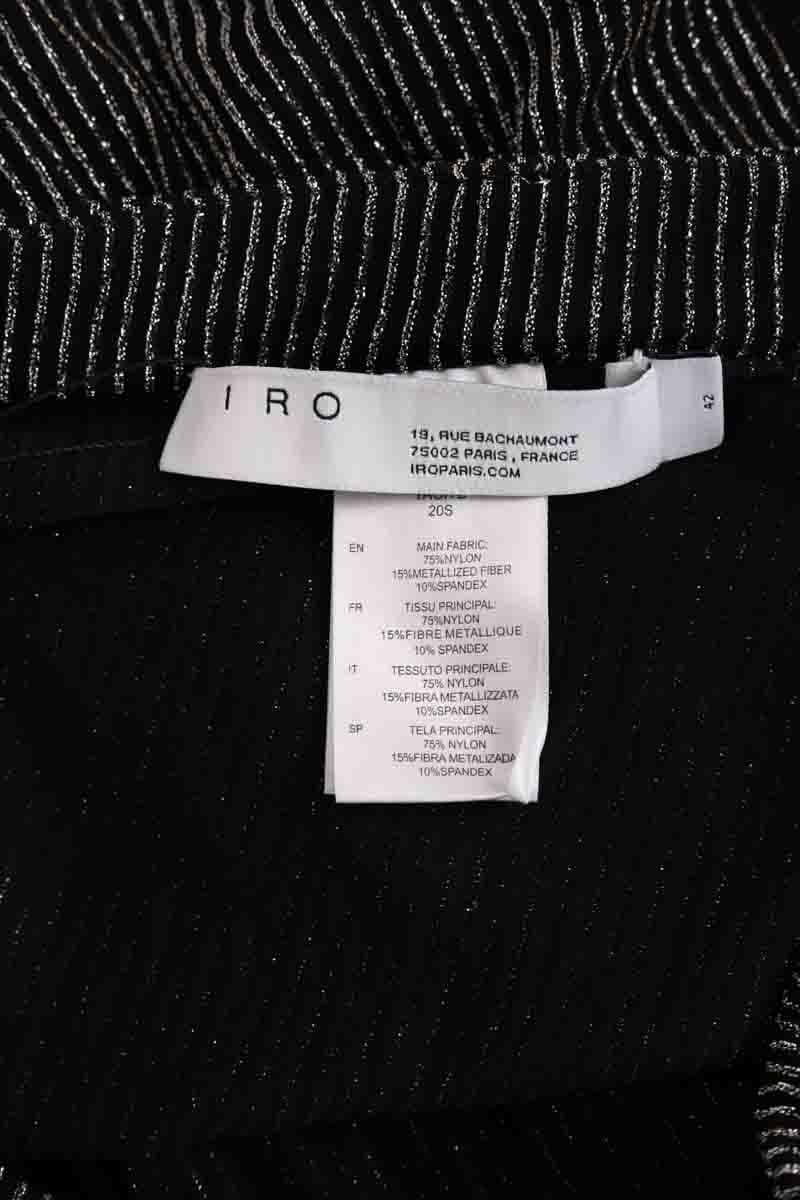 IRO
42
19, RUE BACHAUMONT
75002 PARIS, FRANCE
IROPARIS.COM
20S
EN
MAIN FABRIC:
75%NYLON
15%METALLIZED FIBER
10%SPANDEX
FR
TISSU PRINCIPAL:
75%NYLON
15%FIBRE METALLIQUE
10% SPANDEX
IT
TESSUTO PRINCIPALE:
75% NYLON
15%FIBRA METALLIZZATA
10%SPANDEX
SP
TELA PRINCIPAL:
75% NYLON
15%FIBRA METALIZADA
10%SPANDEX